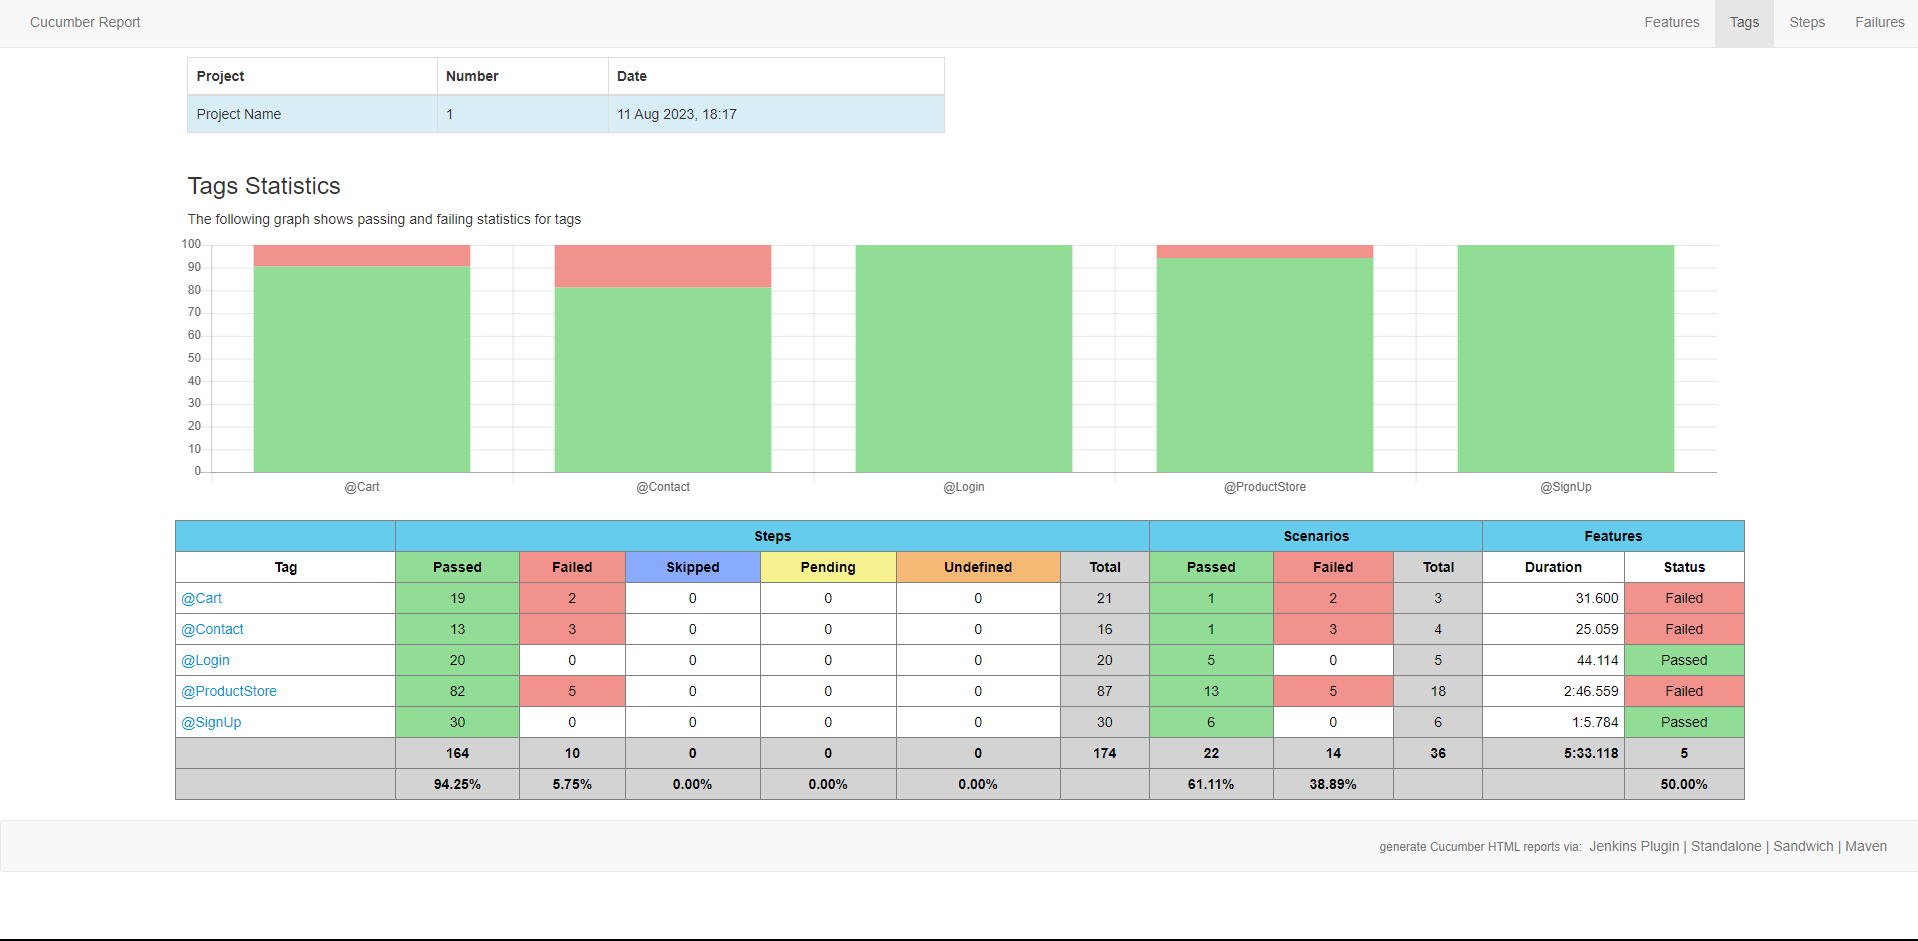 Cucumber Report Features Tags Steps Failures
Project Number Date
Project Name 1 11 Aug 2023, 18:17
Tags Statistics
The following graph shows passing and failing statistics for tags
100
90
80
70
60
50
40
30
20
10
0
@Cart @Contact @Login @ProductStore @SignUp
Steps Scenarios Features
Tag Passed Failed Skipped Pending Undefined Total Passed Failed Total Duration Status
@Cart 19 2 0 0 0 21 1 2 3 31.600 Failed
@Contact 13 3 0 0 0 16 1 3 4 25.059 Failed
@Login 20 0 0 0 0 20 5 0 5 44.114 Passed
@ProductStore 82 5 0 0 0 87 13 5 18 2:46.559 Failed
@SignUp 30 0 0 0 0 30 6 0 6 1:5.784 Passed
164 10 0 0 0 174 22 14 36 5:33.118 5
94.25% 5.75% 0.00% 0.00% 0.00% 61.11% 38.89% 50.00%
generate Cucumber HTML reports via: Jenkins Plugin | Standalone | Sandwich | Maven